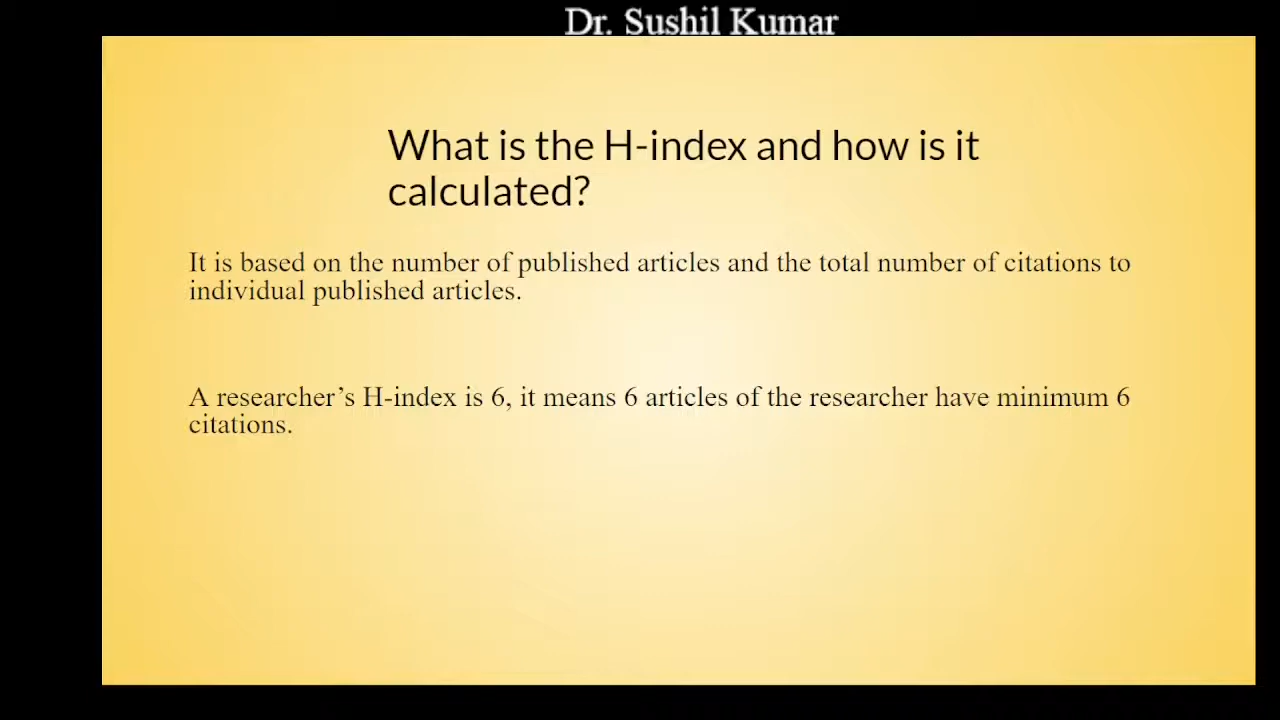 Dr. Sushil Kumar
What is the H-index and how is it
calculated?
It is based on the number of published articles and the total number of citations to
individual published articles.
A researcher’s H-index is 6, it means 6 articles of the researcher have minimum 6
citations.